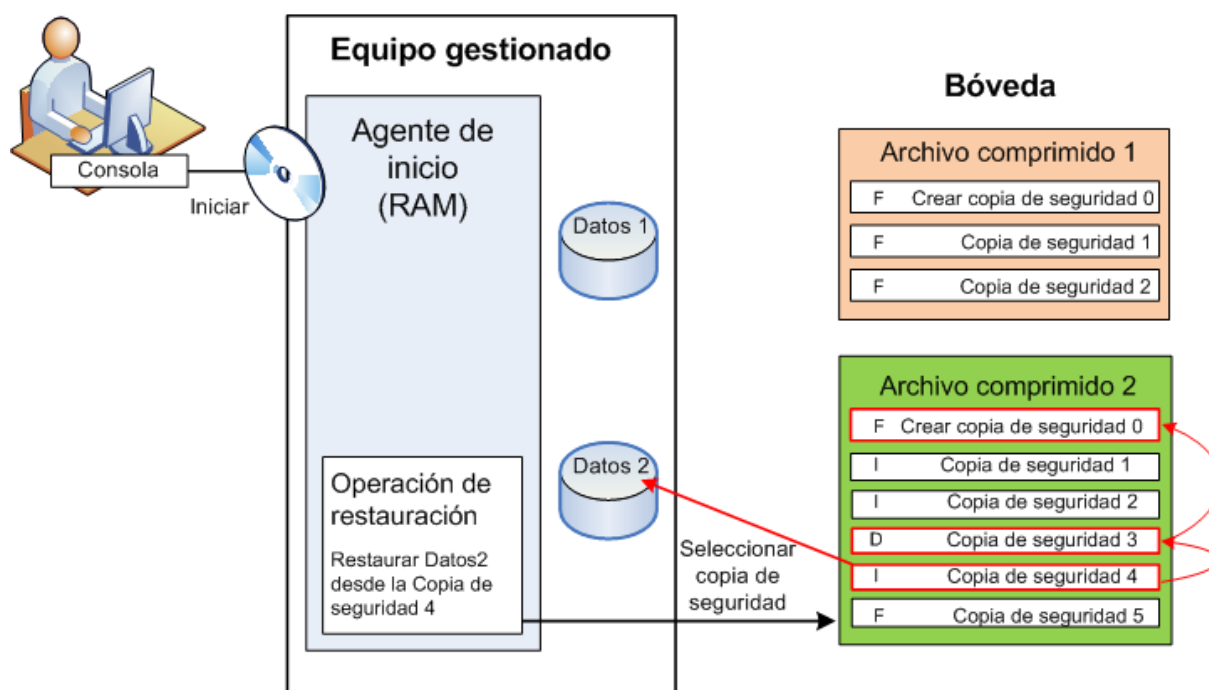 Equipo gestionado
Consola
Iniciar
Agente de
inicio
(RAM)
Datos 1
Datos 2
Operación de
restauración
Restaurar Datos2
desde la Copia de
seguridad 4
Seleccionar
copia de
seguridad
Bóveda
Archivo comprimido 1
F Crear copia de seguridad 0
F Copia de seguridad 1
F Copia de seguridad 2
Archivo comprimido 2
F Crear copia de seguridad 0
I Copia de seguridad 1
I Copia de seguridad 2
D Copia de seguridad 3
I Copia de seguridad 4
F Copia de seguridad 5